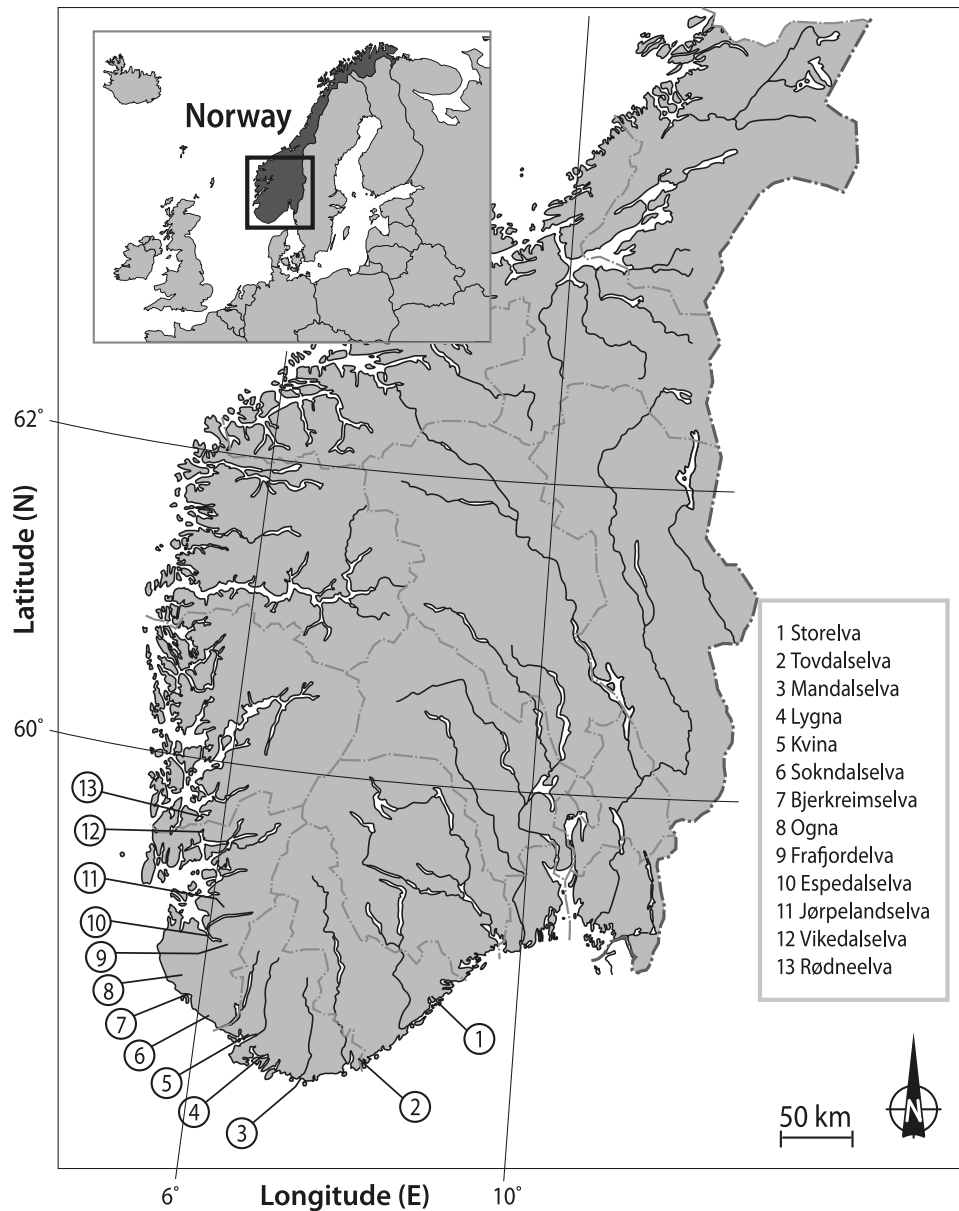 Norway
62°
Latitude (N)
60°
1 Storelva
2 Tovdalselva
3 Mandalselva
4 Lygna
5 Kvina
6 Sokndalselva
7 Bjerkreimselva
8 Ogna
9 Frafjordelva
10 Espedalselva
11 Jørpelandselva
12 Vikedalselva
13 Rødneelva
13
12
11
10
9
8
7
6
5
4
3
2
1
50 km
N
6°
Longitude (E)
10°